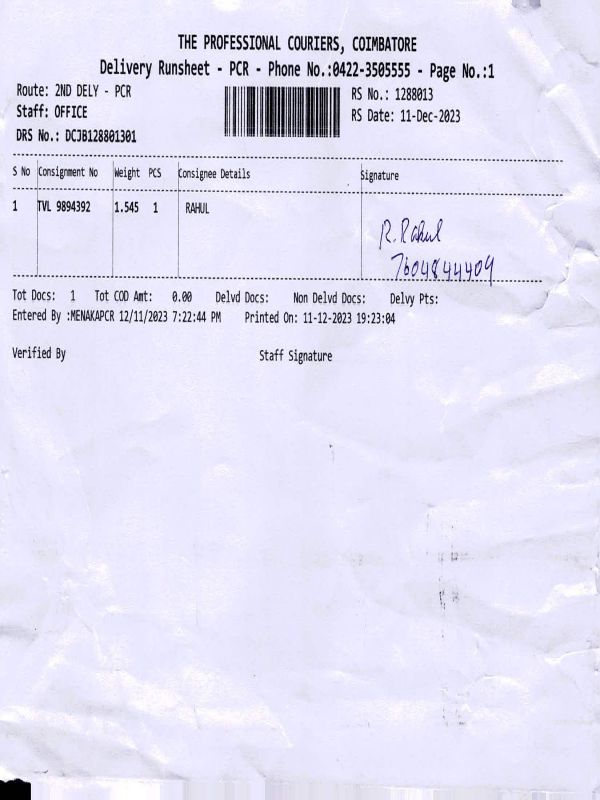 THE PROFESSIONAL COURIERS, COIMBATORE
Delivery Runsheet - PCR - Phone No.:0422-3505555 - Page No.:1
Route: 2ND DELY - PCR RS No.: 1288013
Staff: OFFICE RS Date: 11-Dec-2023
DRS No.: DCJB128801301
S No Consignment No Weight PCS Consignee Details Signature
1 TVL 9894392 1.545 1 RAHUL
R. Rahul
7604844409
Tot Docs: 1 Tot COD Amt: 0.00 Delvd Docs: Non Delvd Docs: Delvy Pts:
Entered By :MENAKAPCR 12/11/2023 7:22:44 PM Printed On: 11-12-2023 19:23:04
Verified By Staff Signature